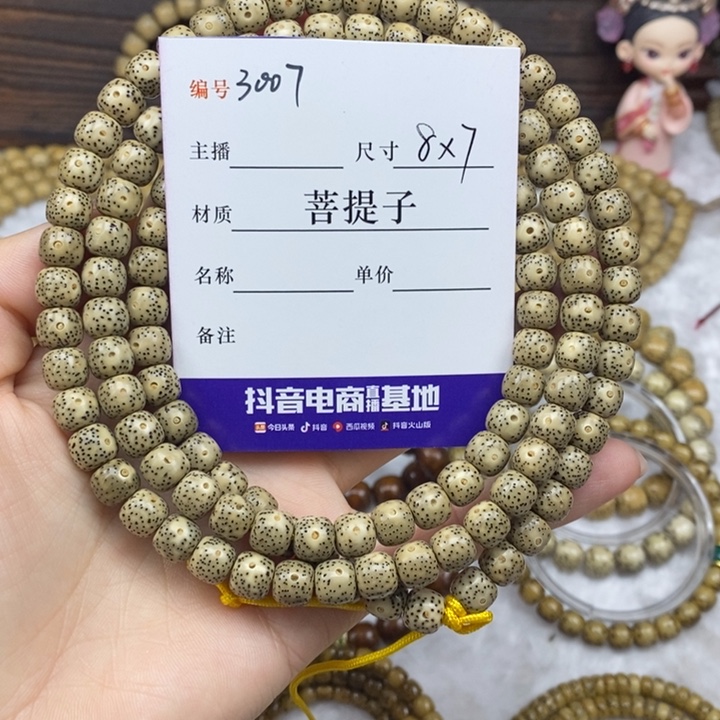 编号 3007
主播 尺寸 8x7
材质 菩提子
名称 单价
备注
抖音电商直播基地
今日头条 抖音 西瓜视频 抖音火山版